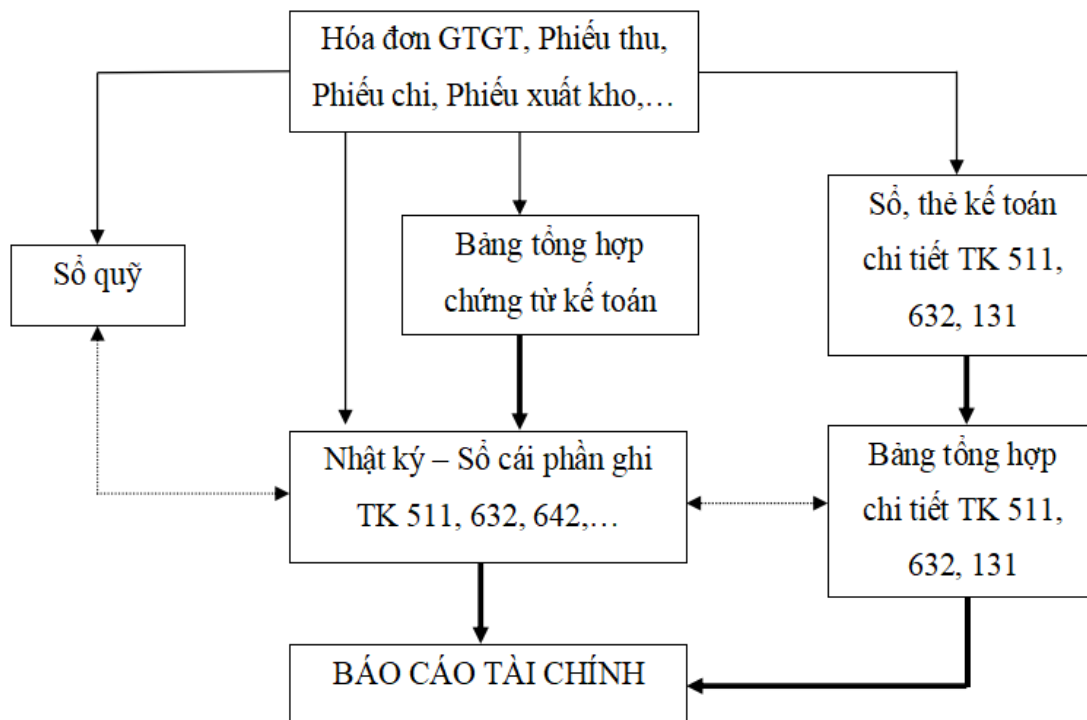 Hóa đơn GTGT, Phiếu thu,
Phiếu chi, Phiếu xuất kho,…
Sổ quỹ
Bảng tổng hợp
chứng từ kế toán
Sổ, thẻ kế toán
chi tiết TK 511,
632, 131
Nhật ký – Sổ cái phần ghi
TK 511, 632, 642,…
Bảng tổng hợp
chi tiết TK 511,
632, 131
BÁO CÁO TÀI CHÍNH